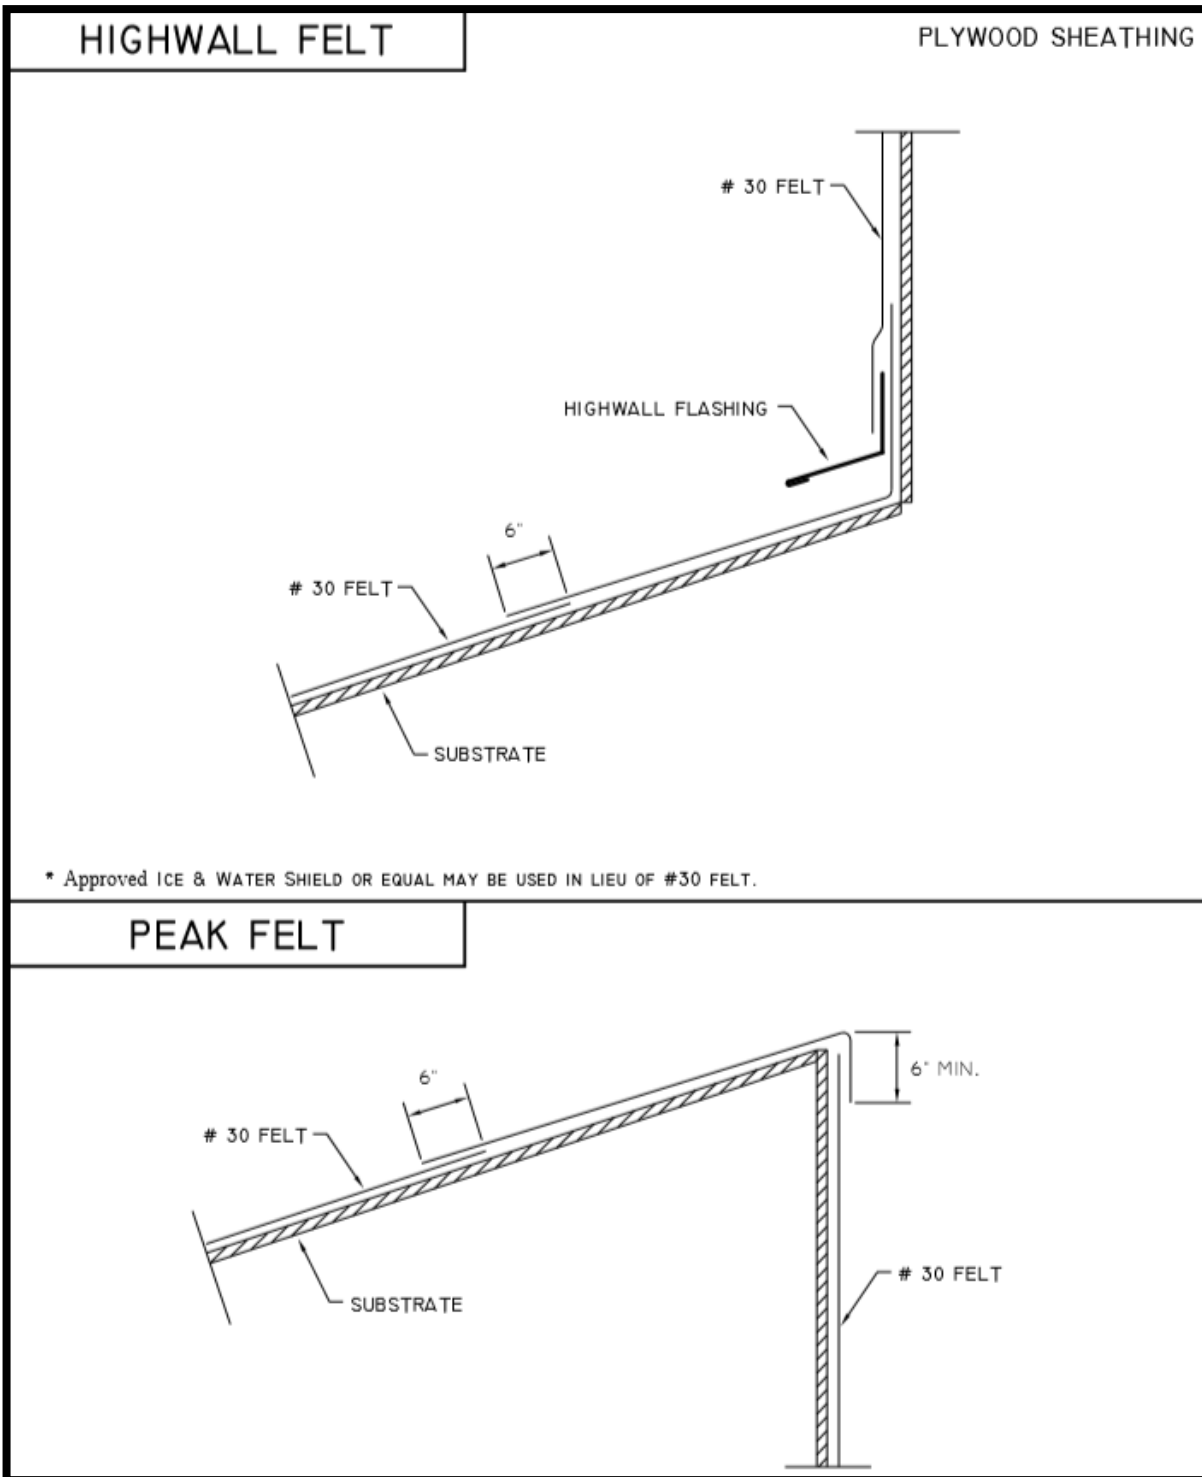 HIGHWALL FELT
PLYWOOD SHEATHING
# 30 FELT
HIGHWALL FLASHING
6"
# 30 FELT
SUBSTRATE
* Approved ICE & WATER SHIELD OR EQUAL MAY BE USED IN LIEU OF #30 FELT.
PEAK FELT
6" MIN.
6"
# 30 FELT
# 30 FELT
SUBSTRATE